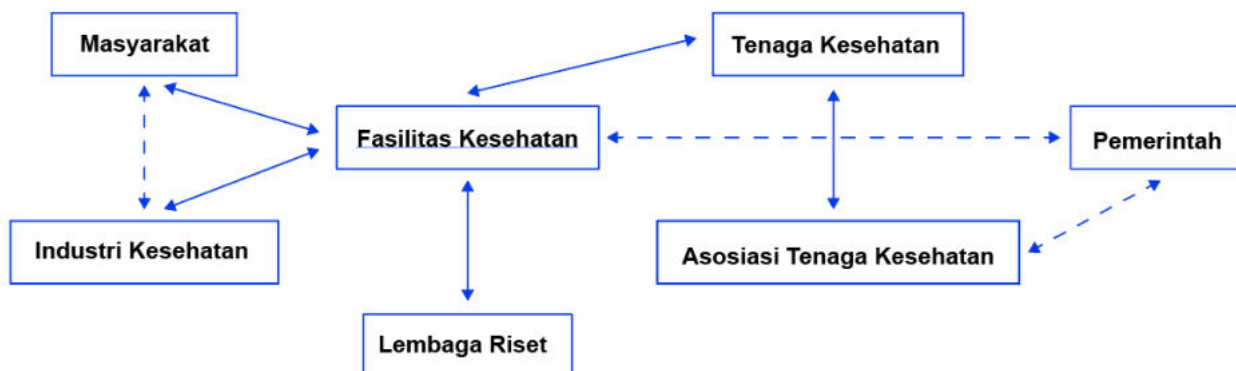 Masyarakat
Tenaga Kesehatan
Fasilitas Kesehatan
Pemerintah
Industri Kesehatan
Asosiasi Tenaga Kesehatan
Lembaga Riset